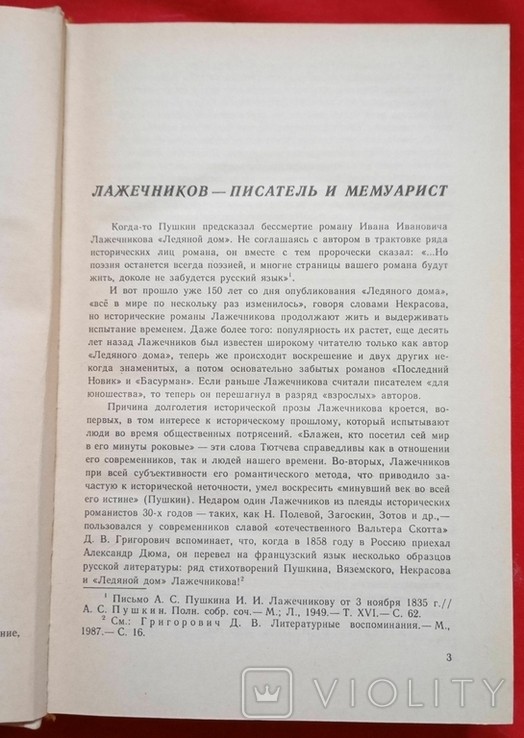 ЛАЖЕЧНИКОВ — ПИСАТЕЛЬ И МЕМУАРИСТ
Когда-то Пушкин предсказал бессмертие роману Ивана Ивановича
Лажечникова «Ледяной дом». Не соглашаясь с автором в трактовке ряда
исторических лиц романа, он вместе с тем пророчески сказал: «...Но
поэзия останется всегда поэзией, и многие страницы вашего романа будут
жить, доколе не забудется русский язык»¹.
И вот прошло уже 150 лет со дня опубликования «Ледяного дома»,
«всё в мире по нескольку раз изменилось», говоря словами Некрасова,
но исторические романы Лажечникова продолжают жить и выдерживать
испытание временем. Даже более того: популярность их растет, еще десять
лет назад Лажечников был известен широкому читателю только как автор
«Ледяного дома», теперь же происходит воскрешение и двух других не-
когда знаменитых, а потом основательно забытых романов «Последний
Новик» и «Басурман». Если раньше Лажечникова считали писателем «для
юношества», то теперь он перешагнул в разряд «взрослых» авторов.
Причина долголетия исторической прозы Лажечникова кроется, во-
первых, в том интересе к историческому прошлому, который испытывают
люди во время общественных потрясений. «Блажен, кто посетил сей мир
в его минуты роковые» — эти слова Тютчева справедливы как в отношении
его современников, так и людей нашего времени. Во-вторых, Лажечников
при всей субъективности его романтического метода, что приводило за-
частую к исторической неточности, умел воскресить «минувший век во всей
его истине» (Пушкин). Недаром один Лажечников из плеяды исторических
романистов 30-х годов — таких, как Н. Полевой, Загоскин, Зотов и др.,—
пользовался у современников славой «отечественного Вальтера Скотта»
Д. В. Григорович вспоминает, что, когда в 1858 году в Россию приехал
Александр Дюма, он перевел на французский язык несколько образцов
русской литературы: ряд стихотворений Пушкина, Вяземского, Некрасова
и «Ледяной дом» Лажечникова!²
¹ Письмо А. С. Пушкина И. И. Лажечникову от 3 ноября 1835 г.//
А. С. Пушкин. Полн. собр. соч.— М.; Л., 1949.— Т. XVI.— С. 62.
² См.: Григорович Д. В. Литературные воспоминания.— М.,
1987.— С. 16.
3
ние,
VIOLITY